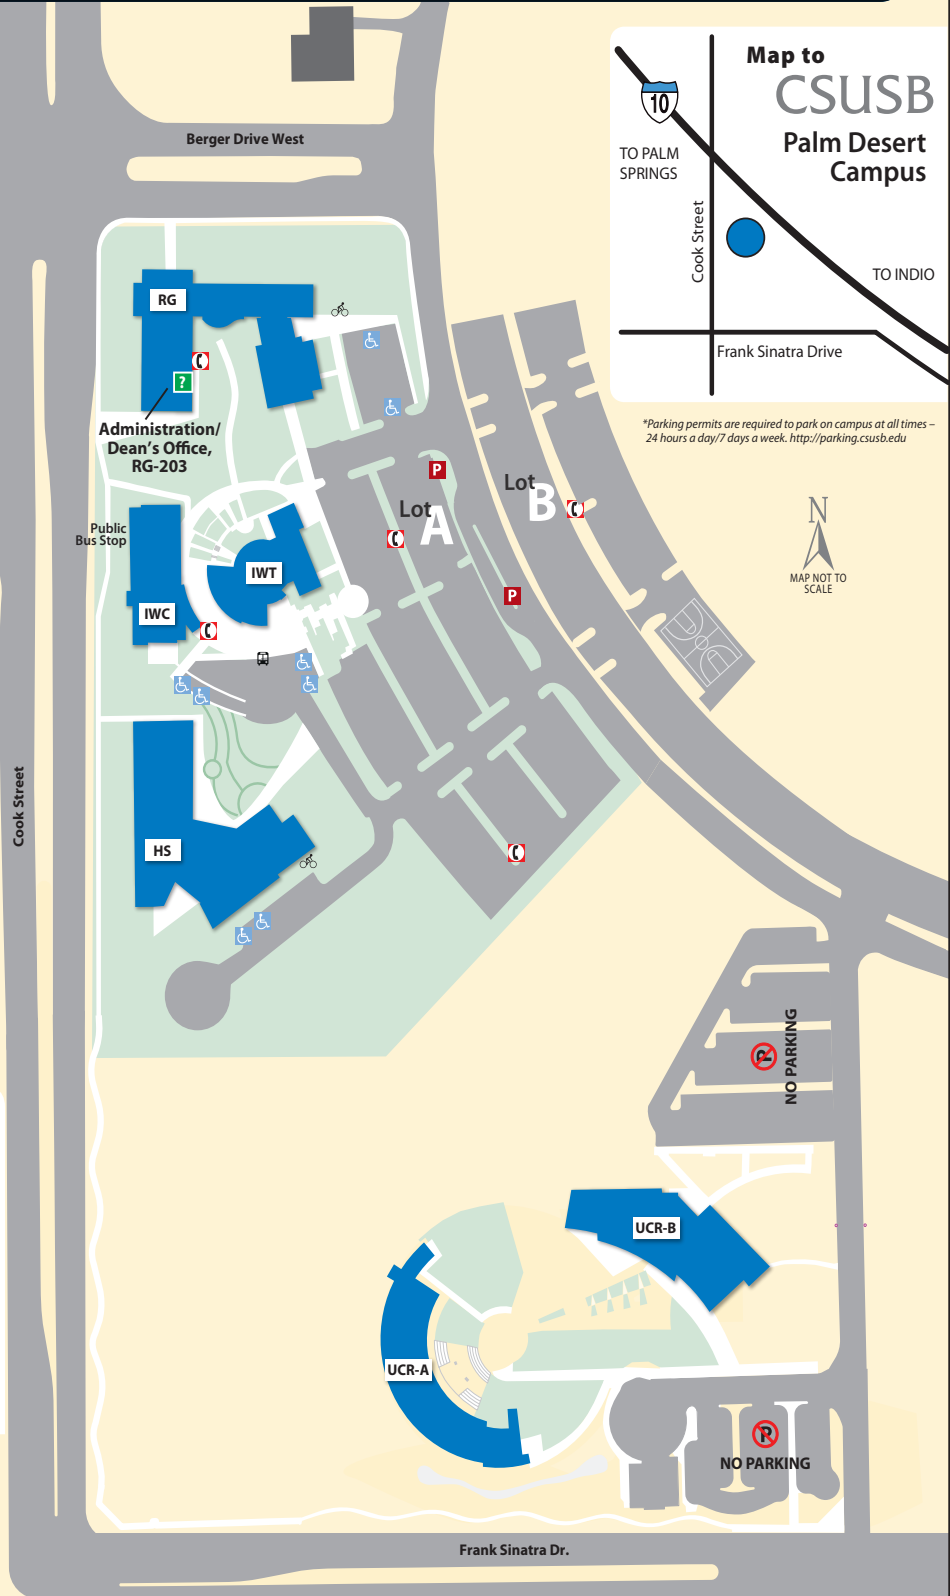 Map to
CSUSB
Palm Desert
Campus
10
TO PALM
SPRINGS
Cook Street
TO INDIO
Frank Sinatra Drive
*Parking permits are required to park on campus at all times –
24 hours a day/7 days a week. http://parking.csusb.edu
N
MAP NOT TO
SCALE
Berger Drive West
RG
?
Administration/
Dean's Office,
RG-203
P
Lot
A
Lot
B
Public
Bus Stop
IWT
IWC
P
Cook Street
HS
NO PARKING
P
UCR-B
UCR-A
P
NO PARKING
Frank Sinatra Dr.